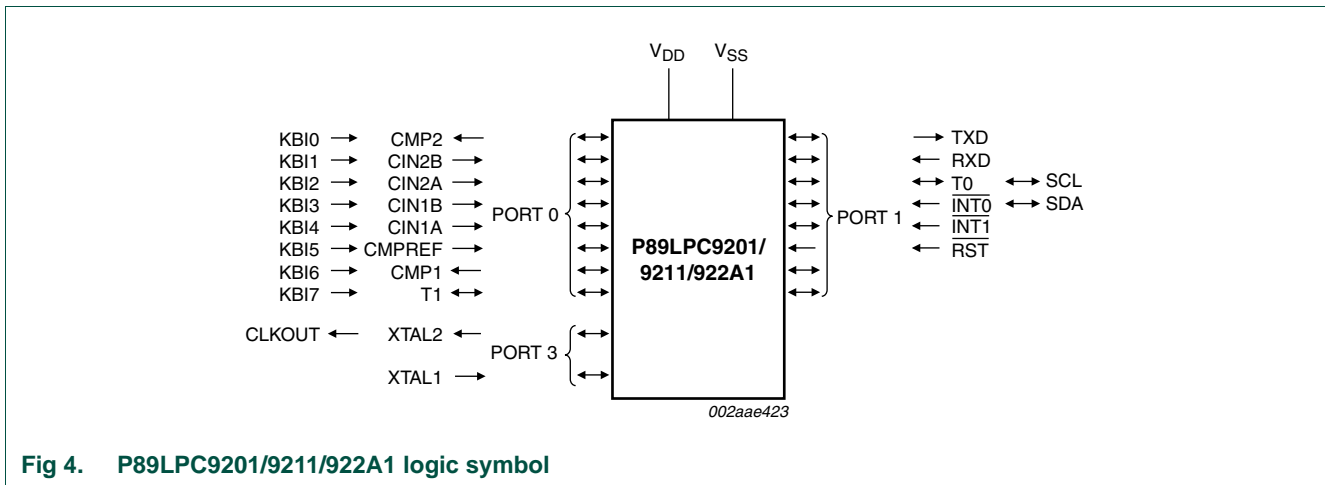 VDD VSS
KBI0 CMP2 TXD
KBI1 CIN2B RXD
KBI2 CIN2A T0 SCL
KBI3 CIN1B PORT 0 PORT 1 INT0 SDA
KBI4 CIN1A INT1
KBI5 CMPREF P89LPC9201/ RST
KBI6 CMP1 9211/922A1
KBI7 T1
CLKOUT XTAL2
PORT 3
XTAL1
002aae423
Fig 4. P89LPC9201/9211/922A1 logic symbol